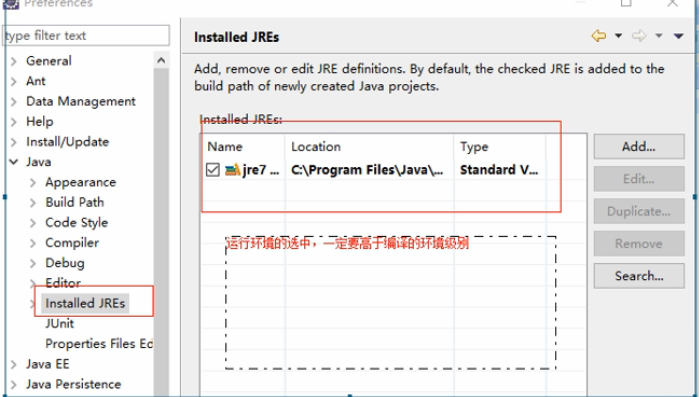 Preferences
type filter text
General
Ant
Data Management
Help
Install/Update
Java
Appearance
Build Path
Code Style
Compiler
Debug
Editor
Installed JREs
JUnit
Properties Files Ed
Java EE
Java Persistence
Installed JREs
Add, remove or edit JRE definitions. By default, the checked JRE is added to the
build path of newly created Java projects.
Installed JREs:
Name Location Type
jre7 ... C:\Program Files\Java\... Standard V...
运行环境的选中，一定要高于编译的环境级别
Add...
Edit...
Duplicate...
Remove
Search...